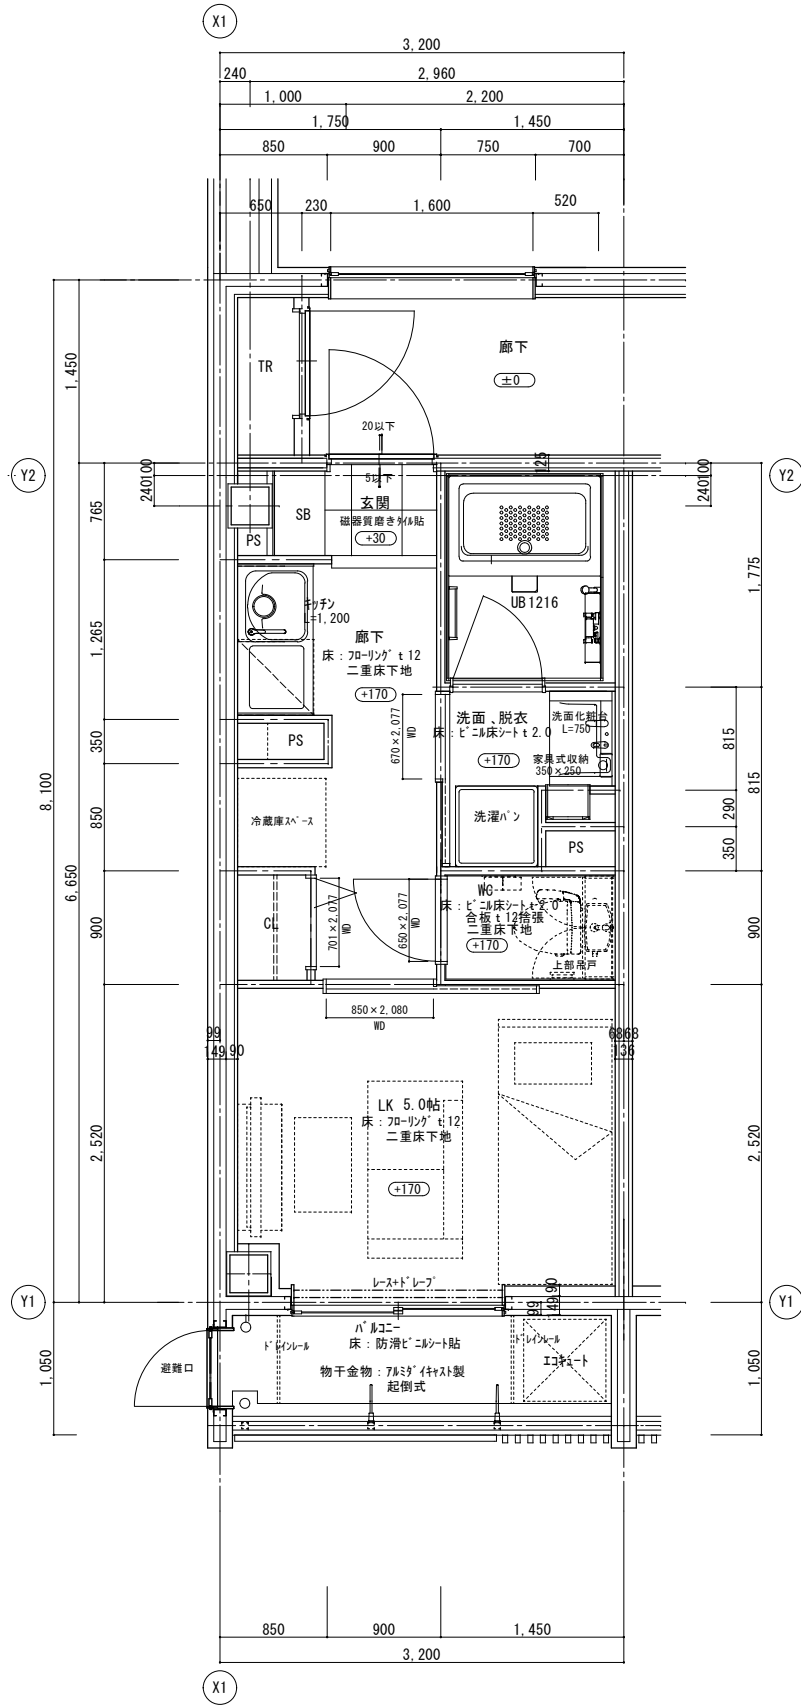 X1
3,200
240
2,960
1,000
2,200
1,750
1,450
850
900
750
700
650
230
1,600
520
1,450
TR
廊下
±0
20以下
125
Y2
Y2
240
100
240
100
5以下
玄関
磁器質磨きﾀｲﾙ貼
+30
SB
PS
765
1,775
UB1216
キッチン
L=1,200
1,265
廊下
床：ﾌﾛｰﾘﾝｸﾞ t 12
二重床下地
+170
670×2,077
WD
洗面、脱衣
床：ﾋﾞﾆﾙ床ｼｰﾄ t 2.0
+170
洗面化粧台
L=750
家具式収納
350×250
815
815
350
PS
8,100
6,650
850
冷蔵庫ｽﾍﾟｰｽ
洗濯ﾊﾟﾝ
290
PS
350
WC
床：ﾋﾞﾆﾙ床ｼｰﾄ t 2.0
合板 t 12捨張
二重床下地
+170
上部吊戸
900
CL
701×2,077
WD
650×2,077
WD
900
850×2,080
WD
99
149
90
68
68
136
LK 5.0帖
床：ﾌﾛｰﾘﾝｸﾞ t 12
二重床下地
+170
2,520
2,520
ﾚｰｽ+ﾄﾞﾚｰﾌﾟ
90
149
99
Y1
Y1
バルコニー
床：防滑ﾋﾞﾆﾙｼｰﾄ貼
ﾄﾞﾚｲﾝﾚｰﾙ
ﾄﾞﾚｲﾝﾚｰﾙ
エコキュート
避難口
物干金物：ｱﾙﾐﾀﾞｲｷｬｽﾄ製
起倒式
1,050
1,050
850
900
1,450
3,200
X1